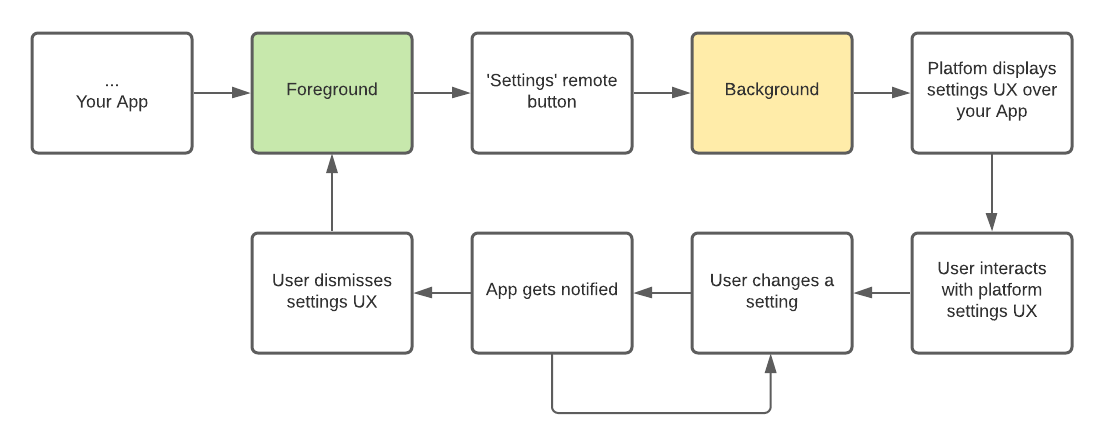 ...
Your App
Foreground
'Settings' remote
button
Background
Platfom displays
settings UX over
your App
User dismisses
settings UX
App gets notified
User changes a
setting
User interacts
with platform
settings UX